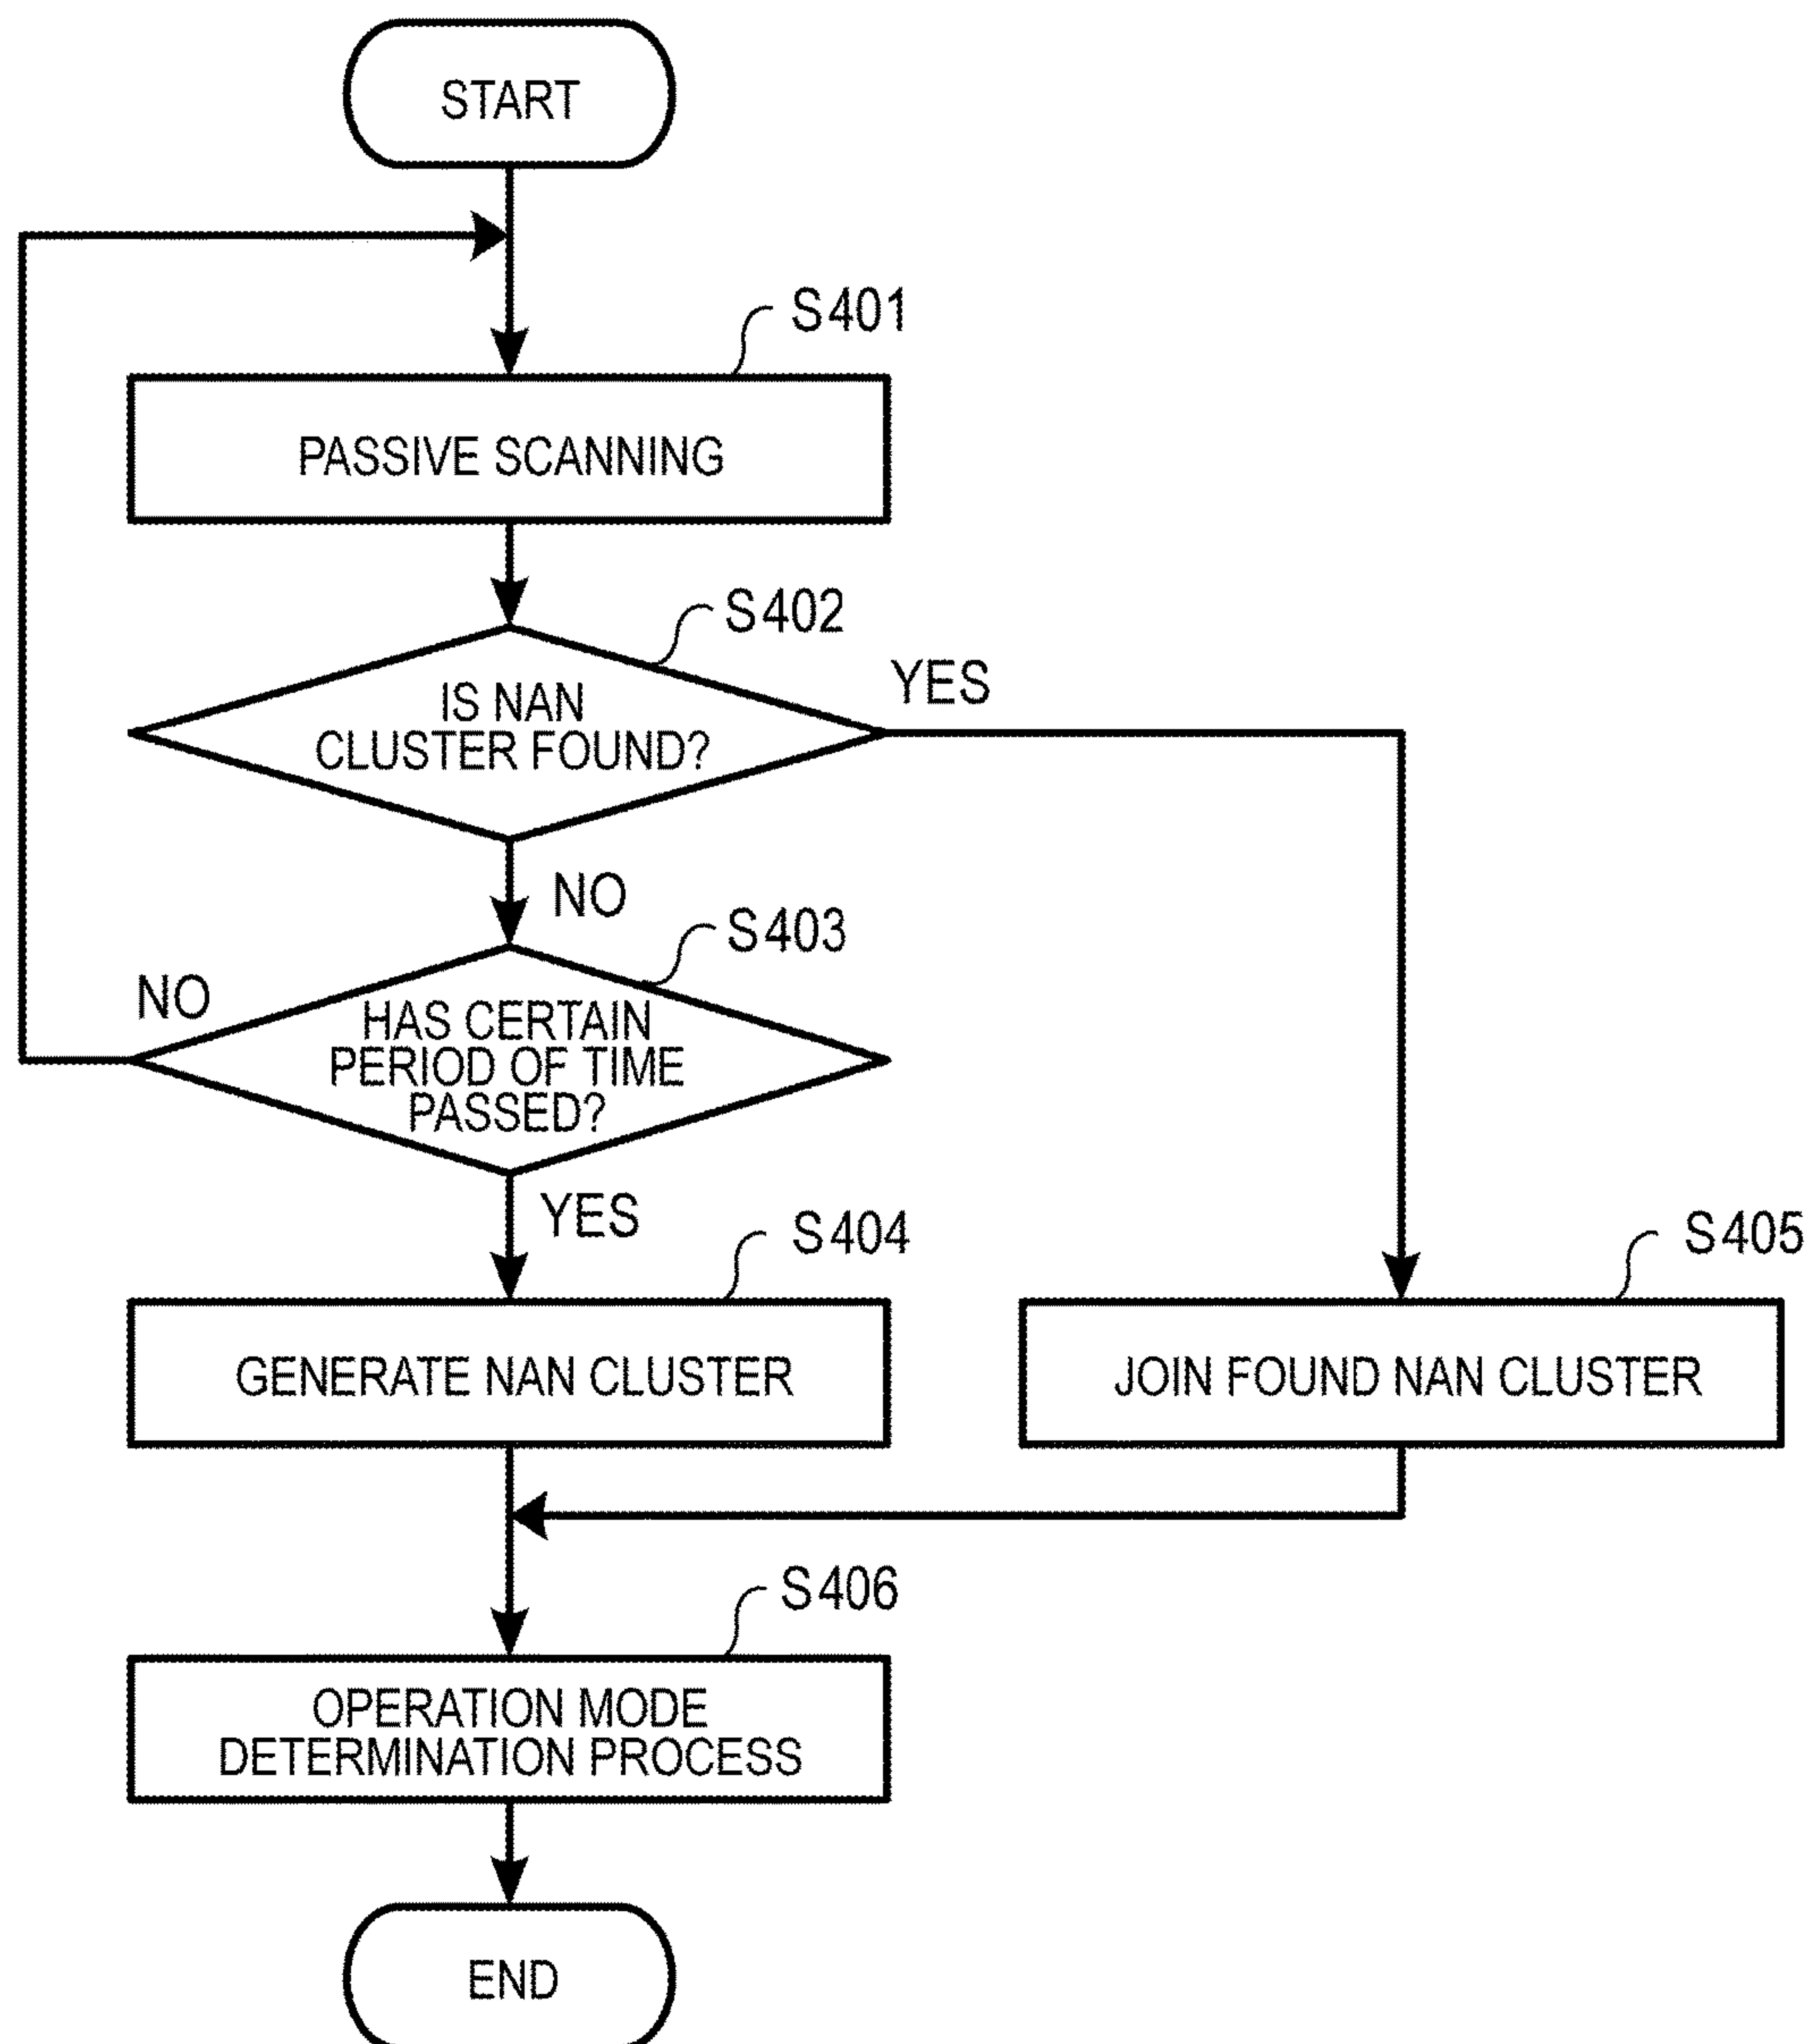 START
S401
PASSIVE SCANNING
S402
IS NAN
CLUSTER FOUND?
YES
NO
S403
HAS CERTAIN
PERIOD OF TIME
PASSED?
NO
YES
S404
GENERATE NAN CLUSTER
S405
JOIN FOUND NAN CLUSTER
S406
OPERATION MODE
DETERMINATION PROCESS
END